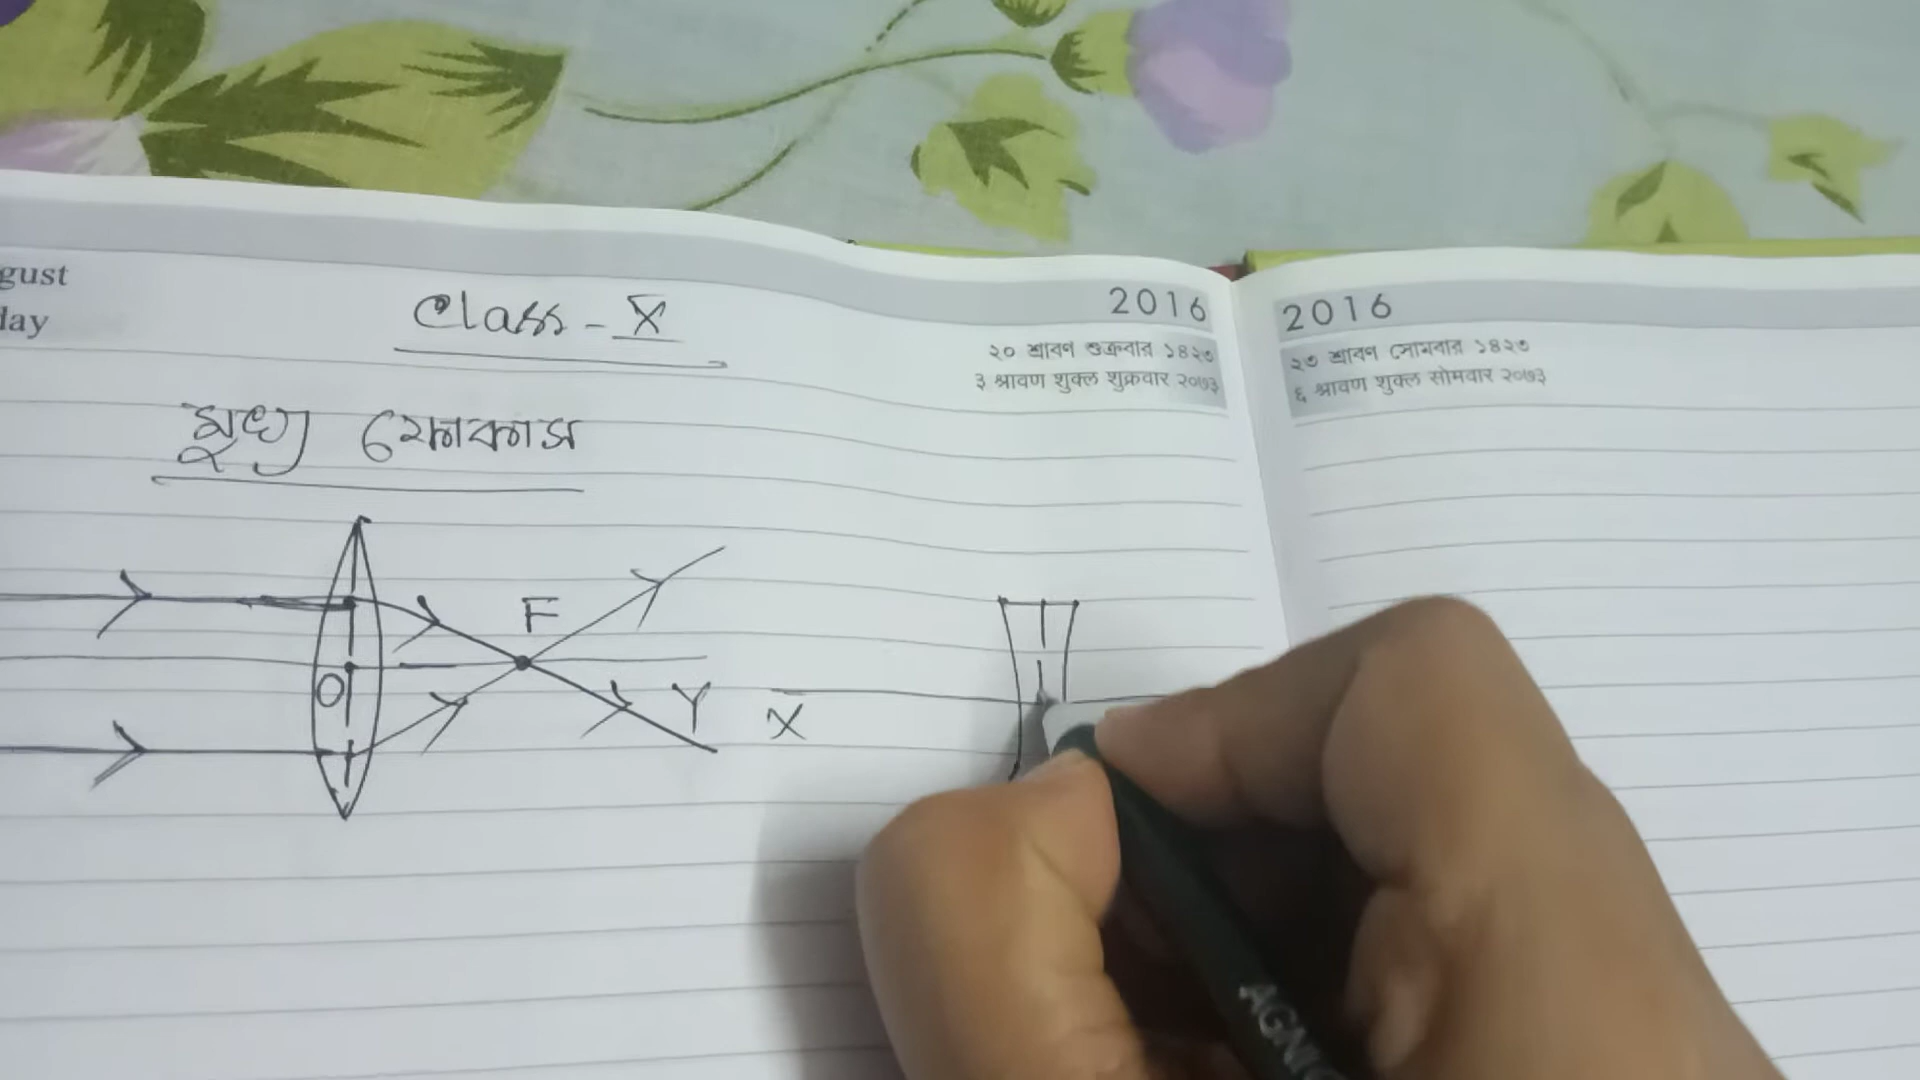 gust
day
Class - X
2016
2016
২০ শ্রাবণ শুক্রবার ১৪২৩
३ श्रावण शुक्ल शुक्रवार २०७३
২৩ শ্রাবণ সোমবার ১৪২৩
६ श्रावण शुक्ल सोमवार २०७३
মুখ্য ফোকাস
F
O
Y
X